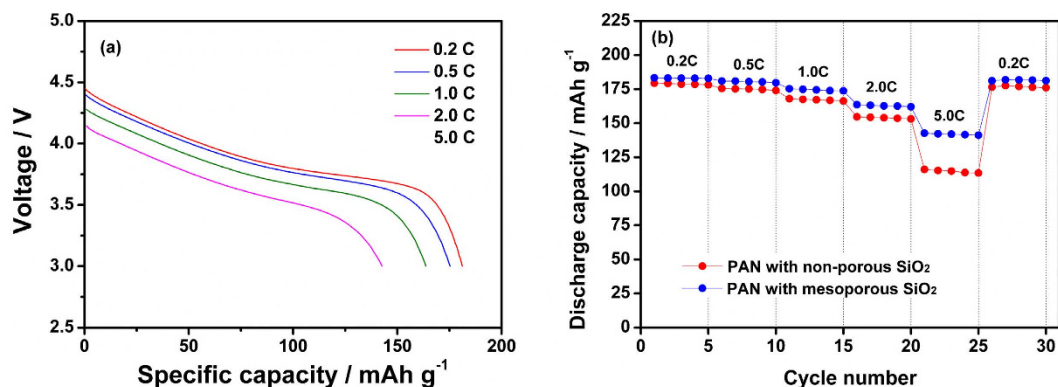 (a)
0.2 C
0.5 C
1.0 C
2.0 C
5.0 C
5.0
4.5
4.0
3.5
3.0
2.5
Voltage / V
0
50
100
150
200
Specific capacity / mAh g⁻¹
(b)
0.2C
0.5C
1.0C
2.0C
5.0C
0.2C
225
200
175
150
125
100
75
50
25
0
Discharge capacity / mAh g⁻¹
PAN with non-porous SiO₂
PAN with mesoporous SiO₂
0
5
10
15
20
25
30
Cycle number